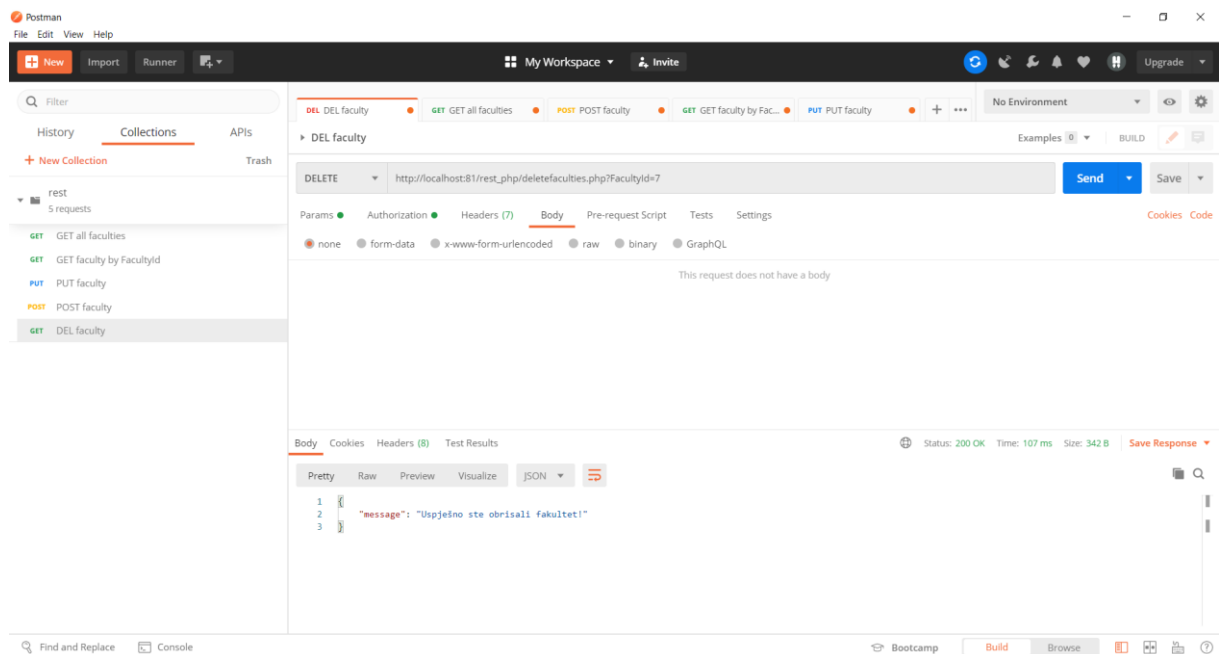 Postman
File Edit View Help
New Import Runner My Workspace Invite Upgrade
Filter
History Collections APIs
+ New Collection Trash
rest
5 requests
GET GET all faculties
GET GET faculty by FacultyId
PUT PUT faculty
POST POST faculty
GET DEL faculty
DEL DEL faculty GET GET all faculties POST POST faculty GET GET faculty by Fac... PUT PUT faculty + ... No Environment
DEL faculty Examples 0 BUILD
DELETE http://localhost:81/rest_php/deletefaculties.php?FacultyId=7 Send Save
Params Authorization Headers (7) Body Pre-request Script Tests Settings Cookies Code
none form-data x-www-form-urlencoded raw binary GraphQL
This request does not have a body
Body Cookies Headers (8) Test Results Status: 200 OK Time: 107 ms Size: 342 B Save Response
Pretty Raw Preview Visualize JSON
1 {
2 "message": "Uspješno ste obrisali fakultet!"
3 }
Find and Replace Console Bootcamp Build Browse